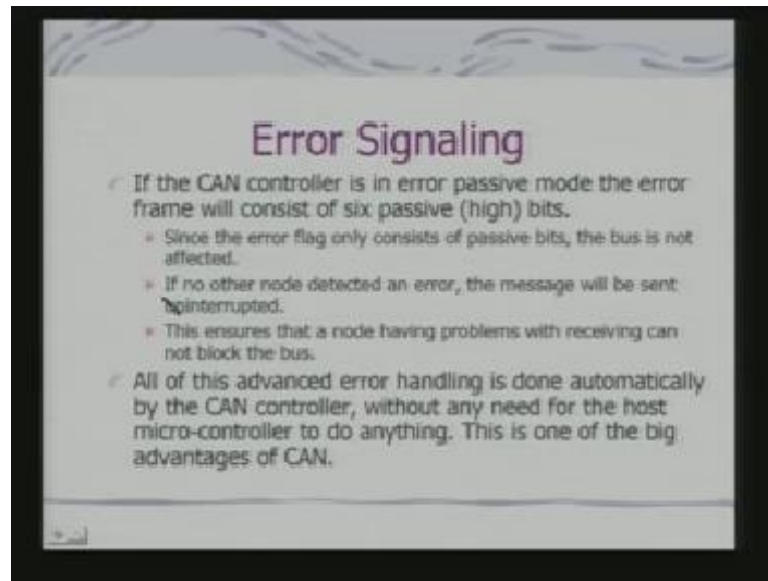 Error Signaling
If the CAN controller is in error passive mode the error
frame will consist of six passive (high) bits.
Since the error flag only consists of passive bits, the bus is not
affected.
If no other node detected an error, the message will be sent
uninterrupted.
This ensures that a node having problems with receiving can
not block the bus.
All of this advanced error handling is done automatically
by the CAN controller, without any need for the host
micro-controller to do anything. This is one of the big
advantages of CAN.